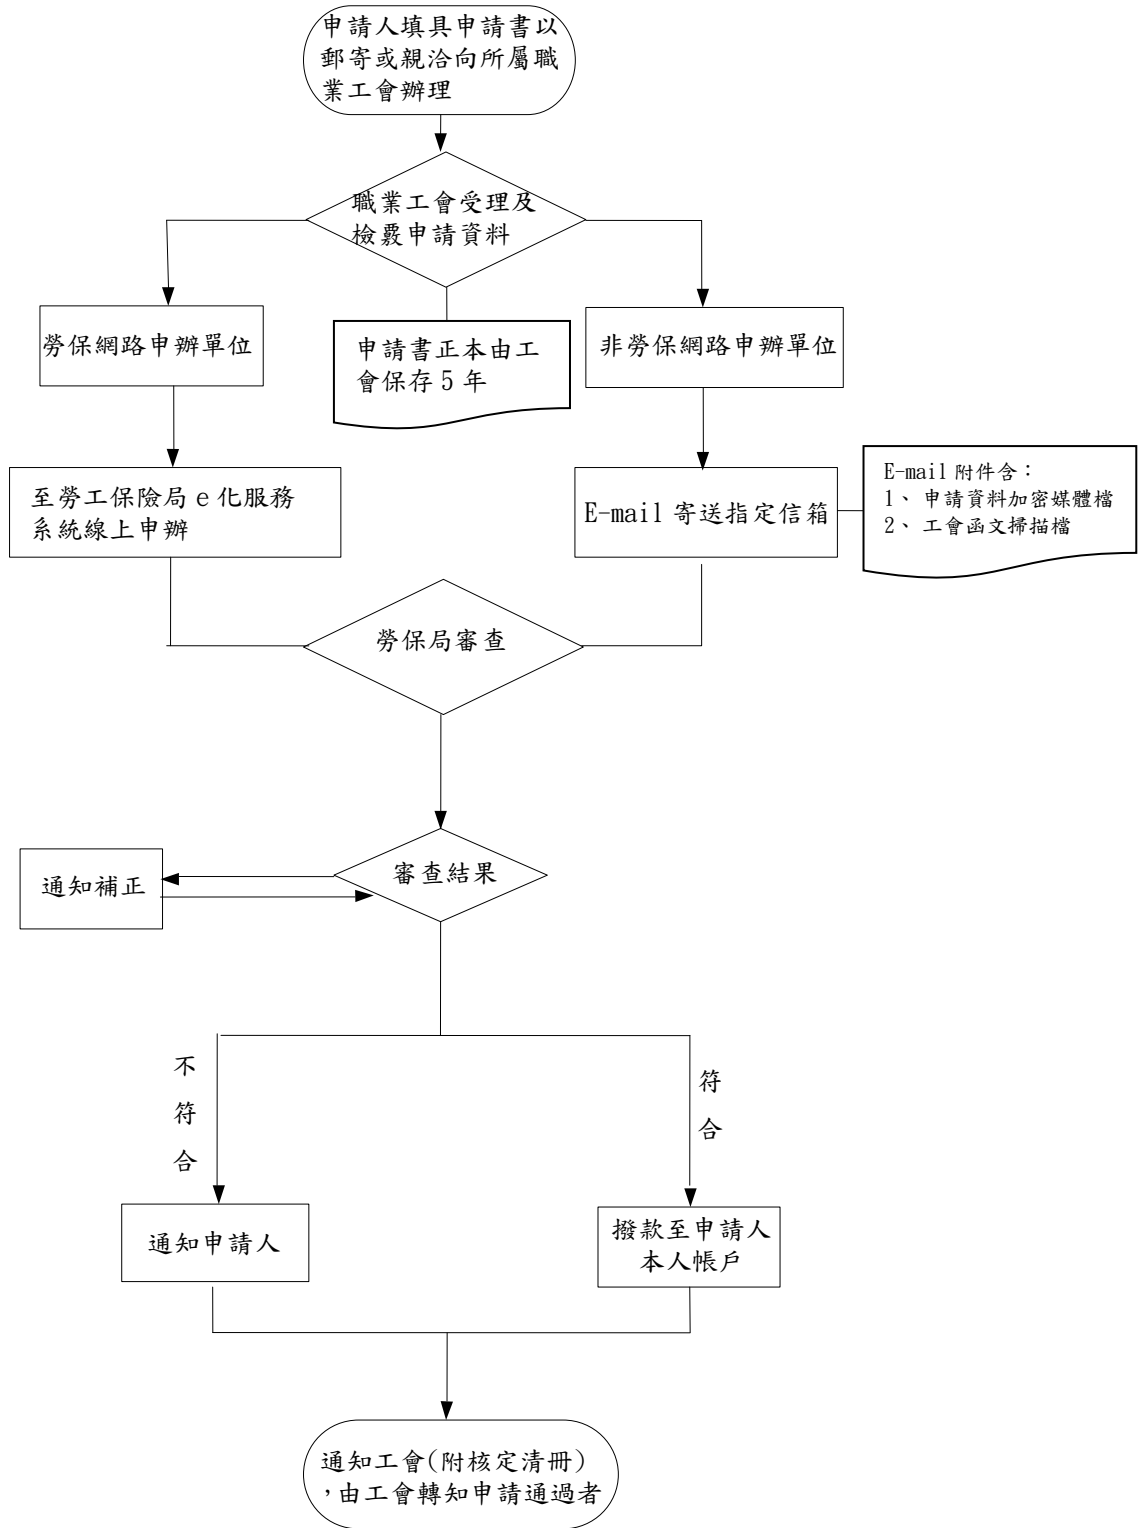 申請人填具申請書以
郵寄或親洽向所屬職
業工會辦理
職業工會受理及
檢覈申請資料
勞保網路申辦單位
申請書正本由工
會保存5年
非勞保網路申辦單位
至勞工保險局e化服務
系統線上申辦
E-mail寄送指定信箱
E-mail附件含：
1、 申請資料加密媒體檔
2、 工會函文掃描檔
勞保局審查
審查結果
通知補正
不
符
合
符
合
通知申請人
撥款至申請人
本人帳戶
通知工會(附核定清冊)
，由工會轉知申請通過者